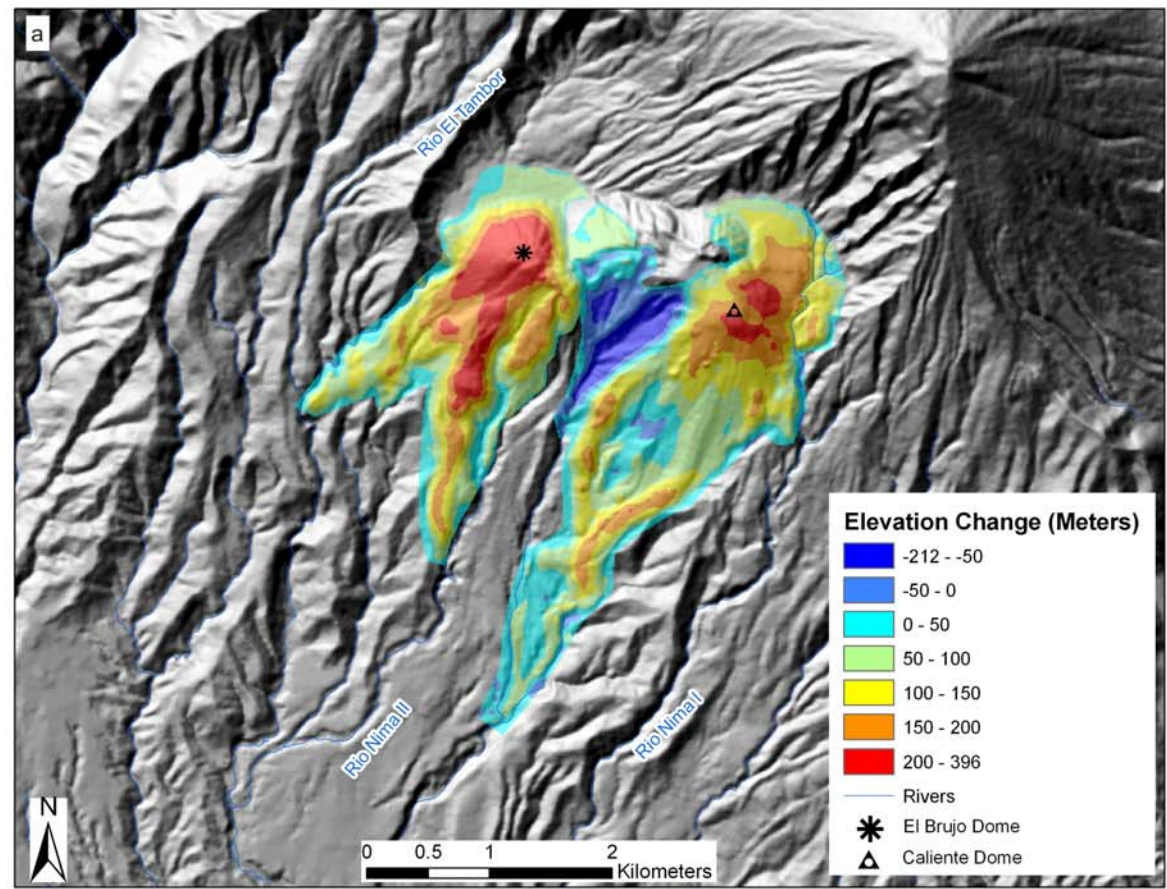 a
Rio El Tambor
Rio Nima II
Rio Nima I
Elevation Change (Meters)
-212 - -50
-50 - 0
0 - 50
50 - 100
100 - 150
150 - 200
200 - 396
Rivers
El Brujo Dome
Caliente Dome
N
0 0.5 1 2
Kilometers